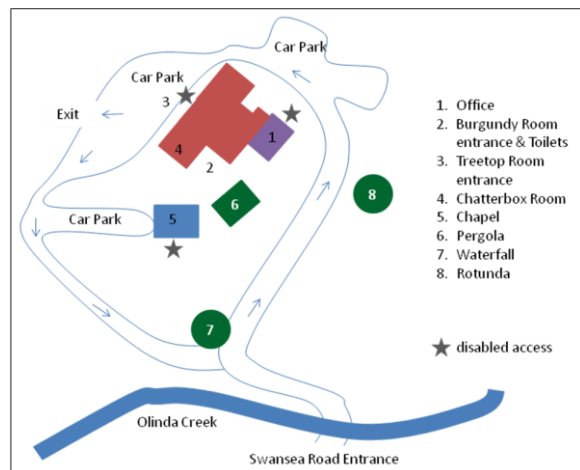 Car Park
Car Park
3
Exit
1
4
2
8
6
Car Park
5
7
Olinda Creek
Swansea Road Entrance
1. Office
2. Burgundy Room
entrance & Toilets
3. Treetop Room
entrance
4. Chatterbox Room
5. Chapel
6. Pergola
7. Waterfall
8. Rotunda
disabled access